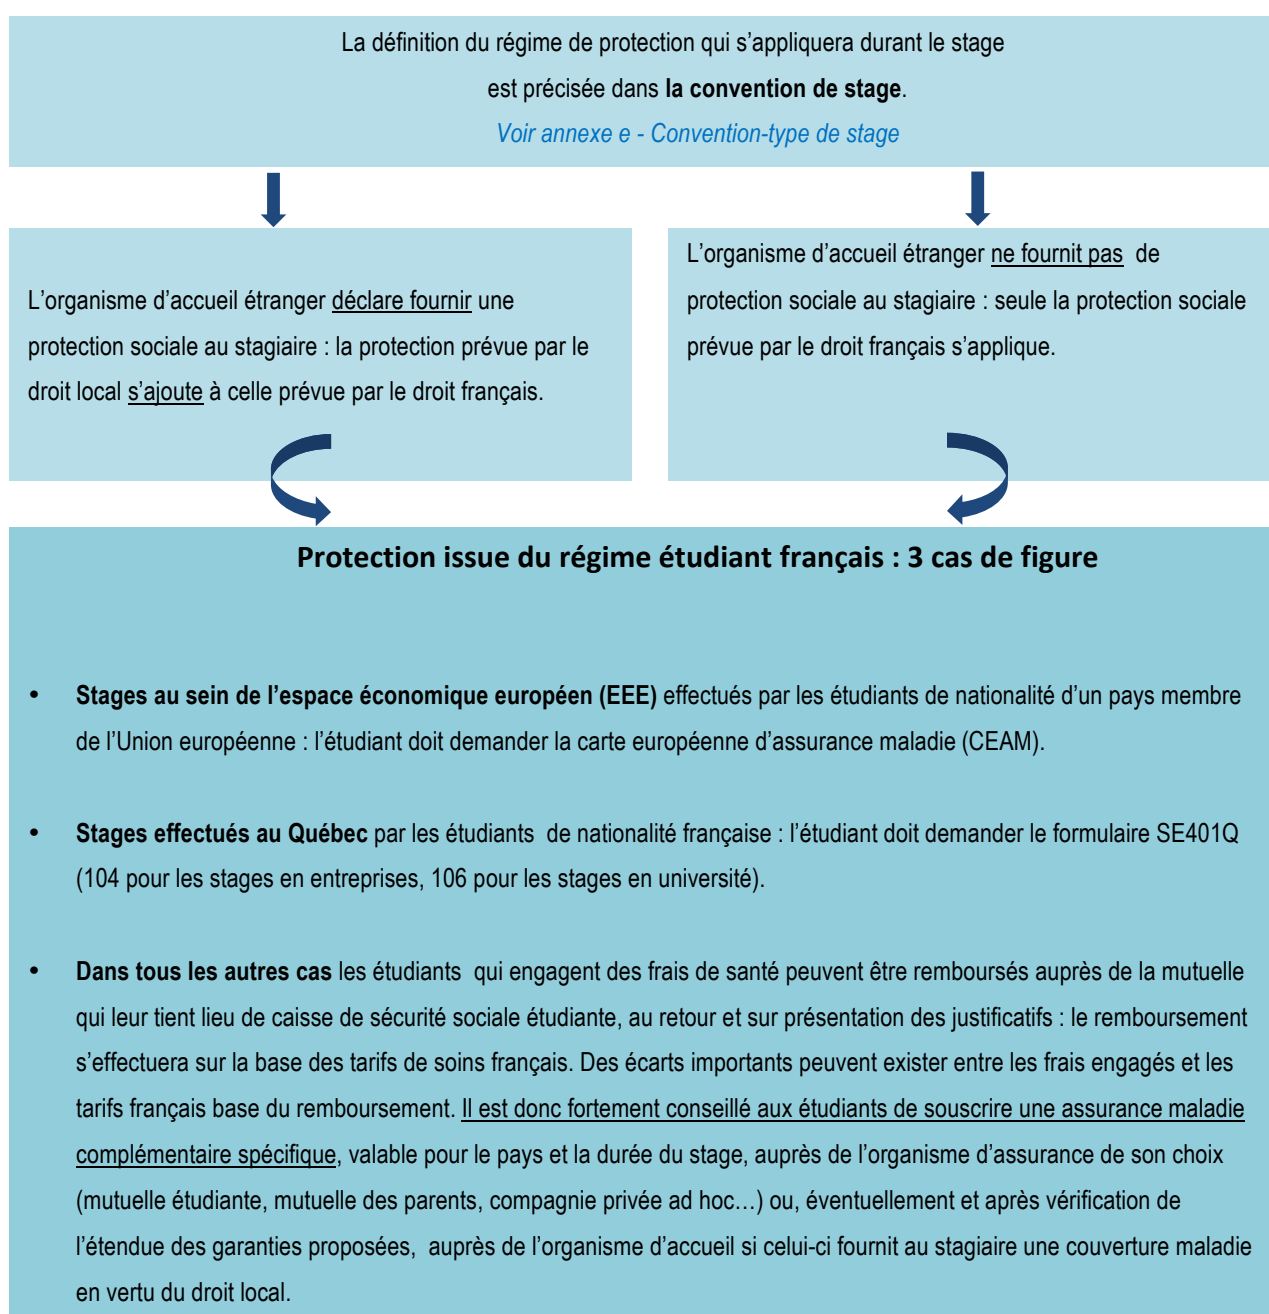 La définition du régime de protection qui s’appliquera durant le stage
est précisée dans la convention de stage.
Voir annexe e - Convention-type de stage
L’organisme d’accueil étranger déclare fournir une
protection sociale au stagiaire : la protection prévue par le
droit local s’ajoute à celle prévue par le droit français.
L’organisme d’accueil étranger ne fournit pas de
protection sociale au stagiaire : seule la protection sociale
prévue par le droit français s’applique.
Protection issue du régime étudiant français : 3 cas de figure
• Stages au sein de l’espace économique européen (EEE) effectués par les étudiants de nationalité d’un pays membre
de l’Union européenne : l’étudiant doit demander la carte européenne d’assurance maladie (CEAM).
• Stages effectués au Québec par les étudiants de nationalité française : l’étudiant doit demander le formulaire SE401Q
(104 pour les stages en entreprises, 106 pour les stages en université).
• Dans tous les autres cas les étudiants qui engagent des frais de santé peuvent être remboursés auprès de la mutuelle
qui leur tient lieu de caisse de sécurité sociale étudiante, au retour et sur présentation des justificatifs : le remboursement
s’effectuera sur la base des tarifs de soins français. Des écarts importants peuvent exister entre les frais engagés et les
tarifs français base du remboursement. Il est donc fortement conseillé aux étudiants de souscrire une assurance maladie
complémentaire spécifique, valable pour le pays et la durée du stage, auprès de l’organisme d’assurance de son choix
(mutuelle étudiante, mutuelle des parents, compagnie privée ad hoc…) ou, éventuellement et après vérification de
l’étendue des garanties proposées, auprès de l’organisme d’accueil si celui-ci fournit au stagiaire une couverture maladie
en vertu du droit local.